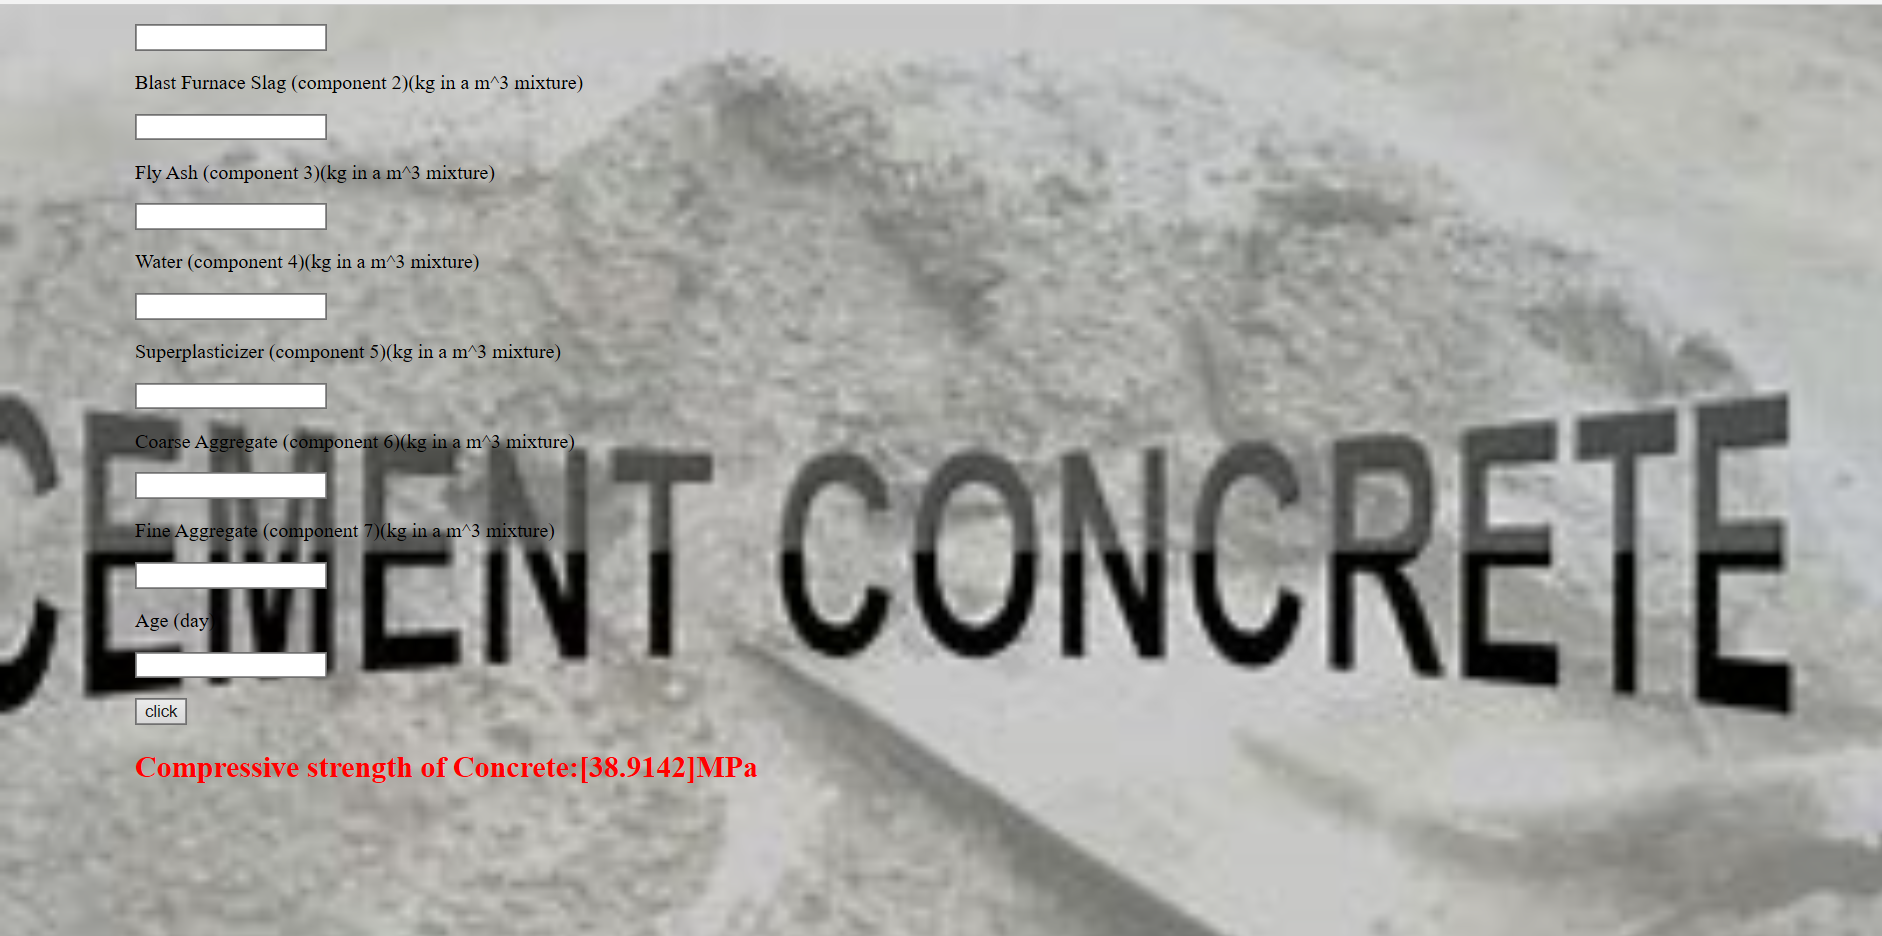 Blast Furnace Slag (component 2)(kg in a m^3 mixture)
Fly Ash (component 3)(kg in a m^3 mixture)
Water (component 4)(kg in a m^3 mixture)
Superplasticizer (component 5)(kg in a m^3 mixture)
Coarse Aggregate (component 6)(kg in a m^3 mixture)
CEMENT CONCRETE
Fine Aggregate (component 7)(kg in a m^3 mixture)
Age (day)
click
Compressive strength of Concrete:[38.9142]MPa